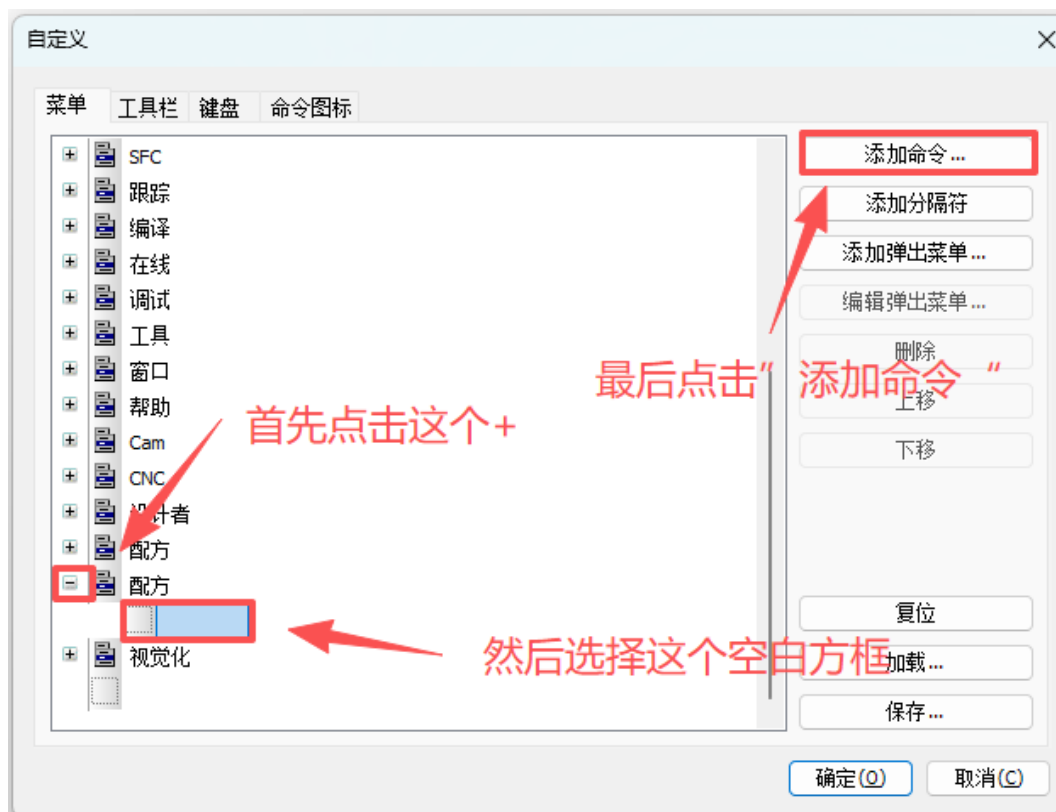 自定义
菜单 工具栏 键盘 命令图标
SFC
跟踪
编译
在线
调试
工具
窗口
帮助
Cam
CNC
设计者
配方
配方
视觉化
添加命令...
添加分隔符
添加弹出菜单...
编辑弹出菜单...
删除
上移
下移
复位
加载...
保存...
确定(O) 取消(C)
首先点击这个+
然后选择这个空白方框
最后点击”添加命令“